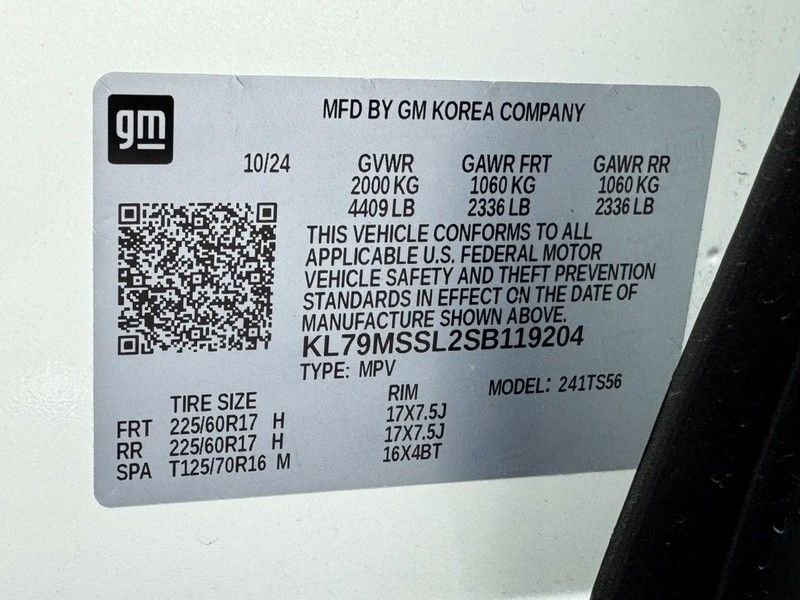 gm
MFD BY GM KOREA COMPANY
10/24 GVWR GAWR FRT GAWR RR
2000 KG 1060 KG 1060 KG
4409 LB 2336 LB 2336 LB
THIS VEHICLE CONFORMS TO ALL
APPLICABLE U.S. FEDERAL MOTOR
VEHICLE SAFETY AND THEFT PREVENTION
STANDARDS IN EFFECT ON THE DATE OF
MANUFACTURE SHOWN ABOVE.
KL79MSSL2SB119204
TYPE: MPV MODEL: 241TS56
TIRE SIZE RIM
FRT 225/60R17 H 17X7.5J
RR 225/60R17 H 17X7.5J
SPA T125/70R16 M 16X4BT